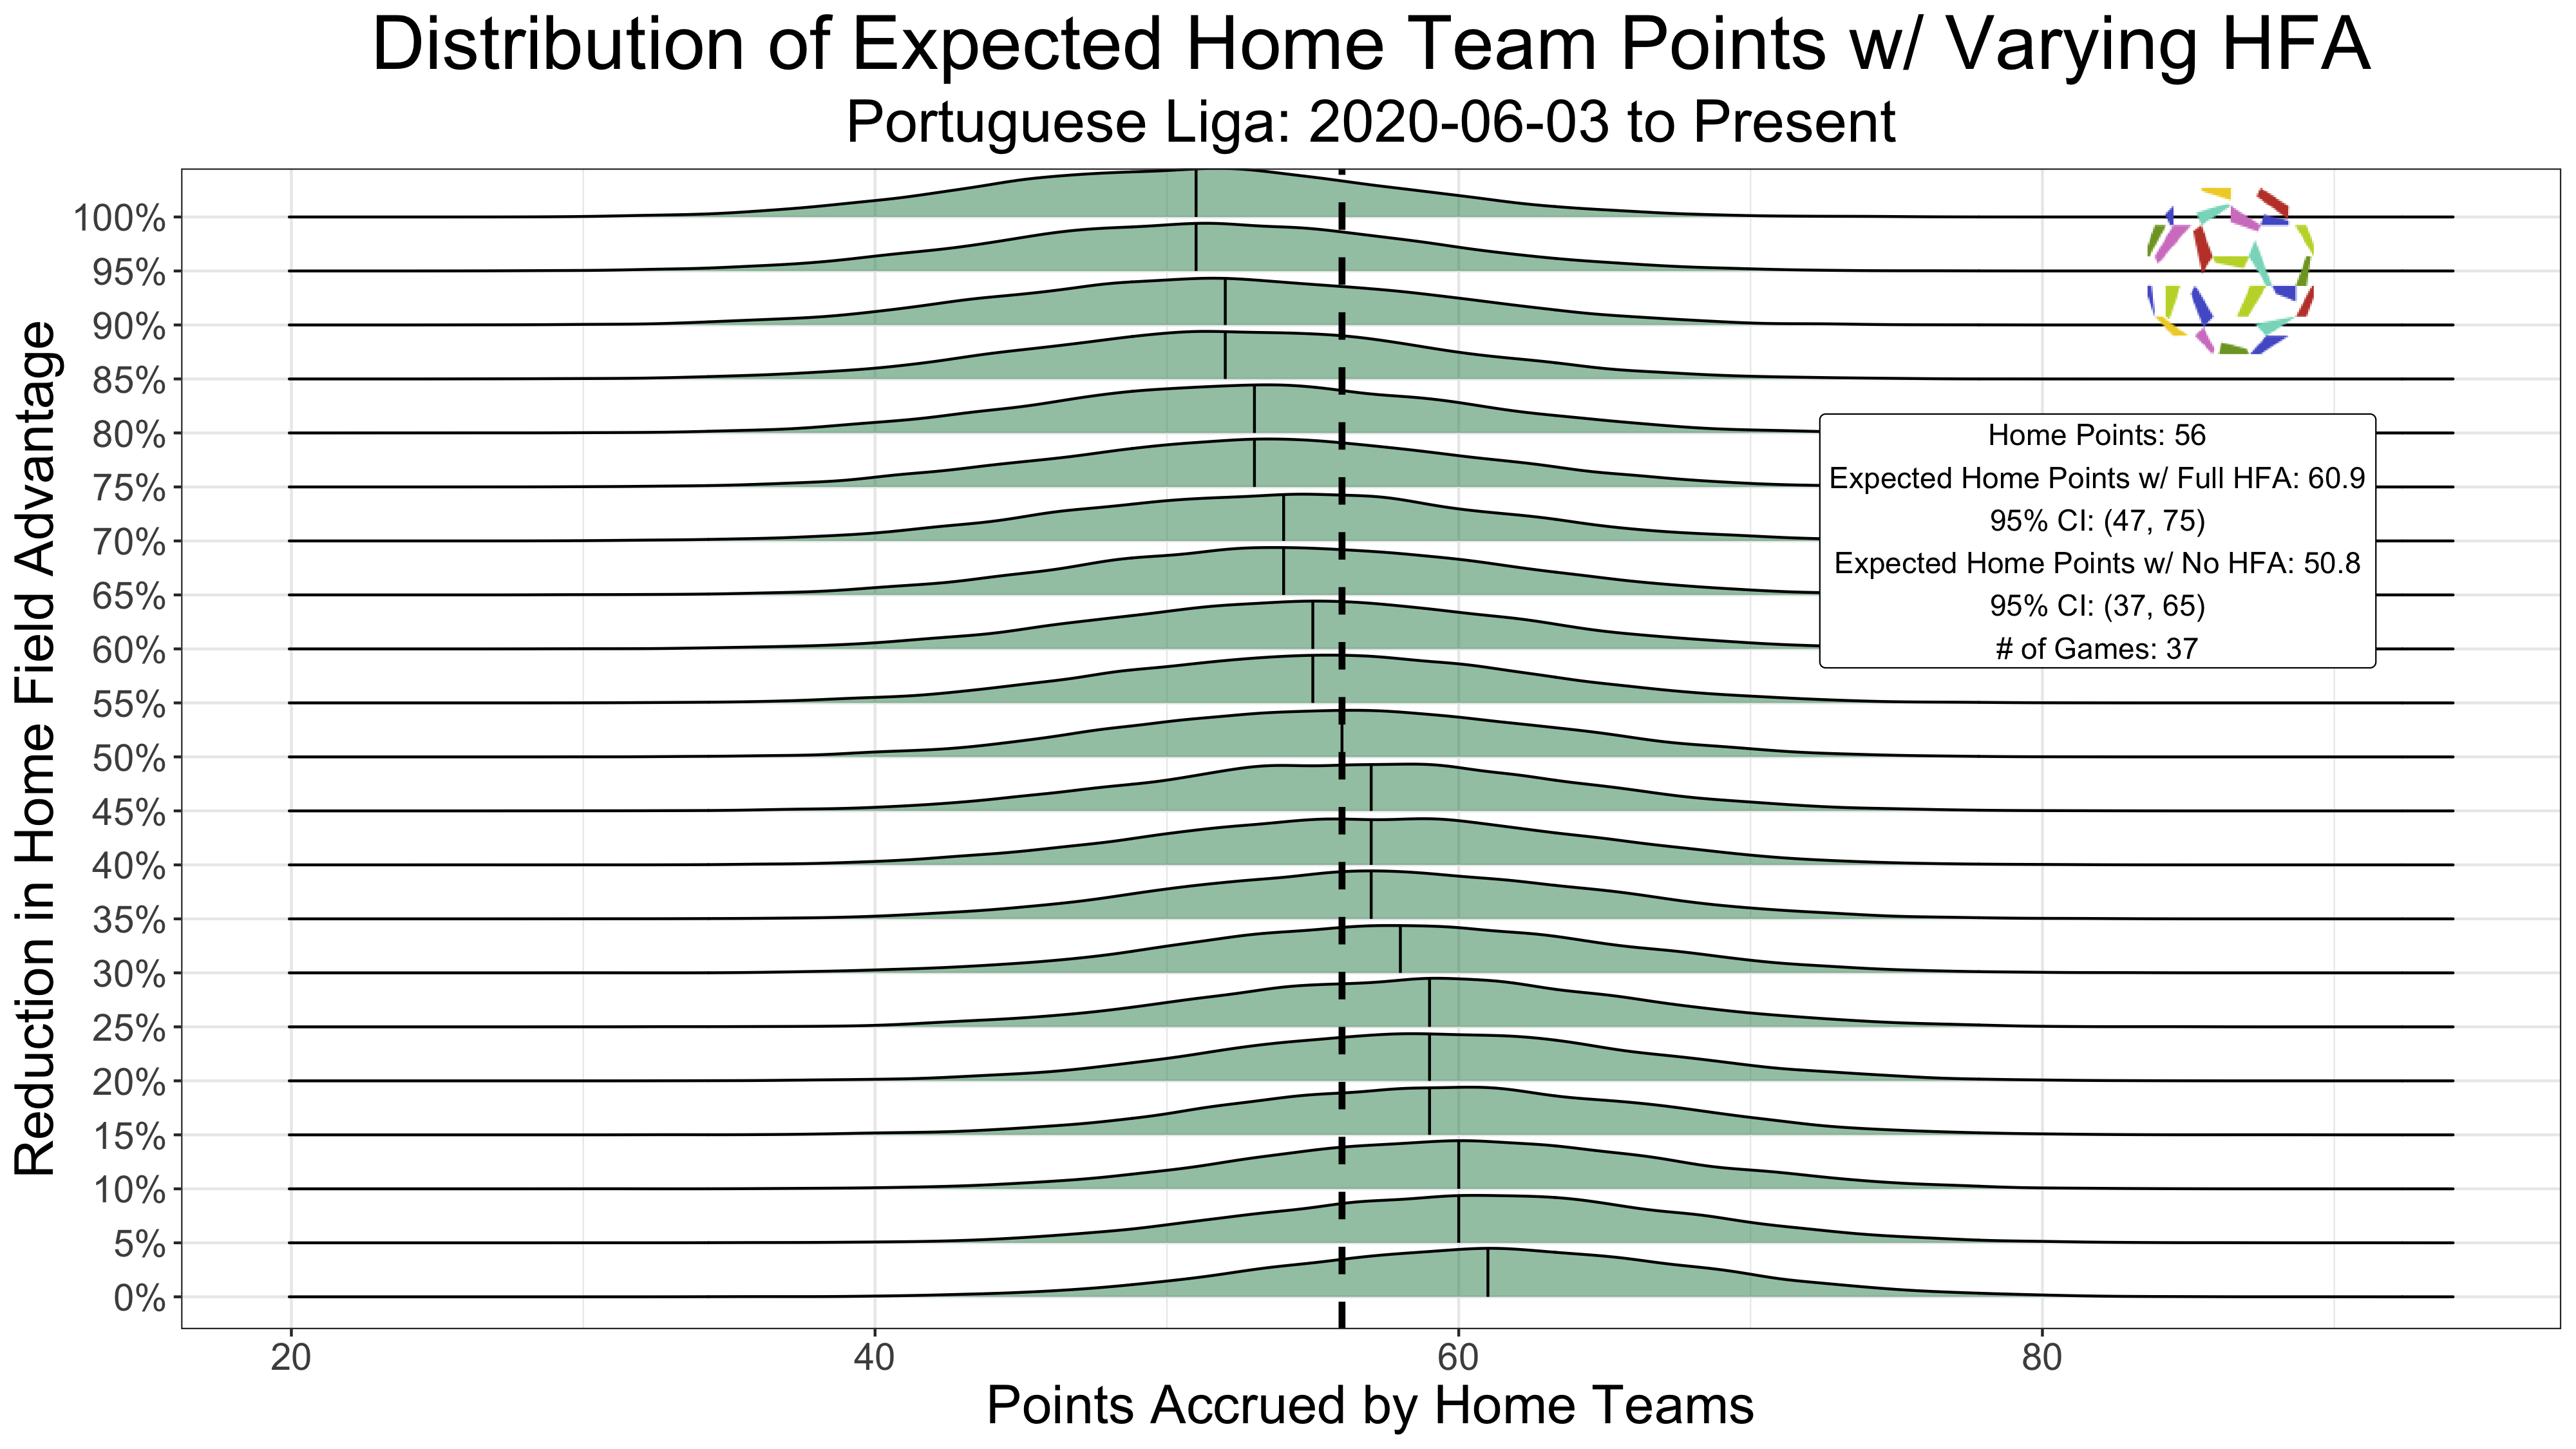 Distribution of Expected Home Team Points w/ Varying HFA
Portuguese Liga: 2020-06-03 to Present
Reduction in Home Field Advantage
100%
95%
90%
85%
80%
75%
70%
65%
60%
55%
50%
45%
40%
35%
30%
25%
20%
15%
10%
5%
0%
Home Points: 56
Expected Home Points w/ Full HFA: 60.9
95% CI: (47, 75)
Expected Home Points w/ No HFA: 50.8
95% CI: (37, 65)
# of Games: 37
20 40 60 80
Points Accrued by Home Teams